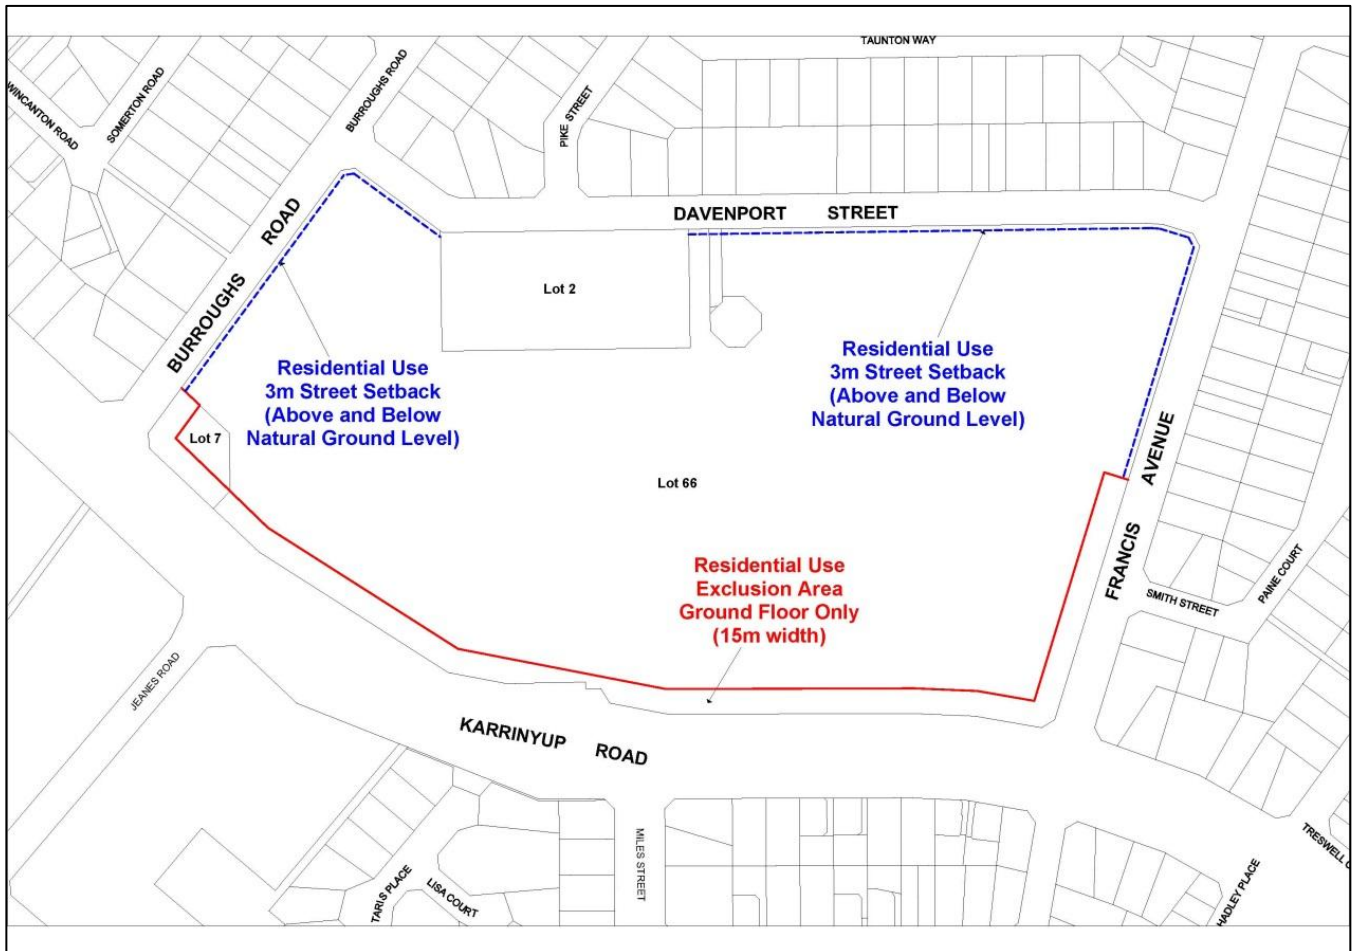 TAUNTON WAY
WINCANTON ROAD
SOMERTON ROAD
BURROUGHS ROAD
PIKE STREET
DAVENPORT STREET
BURROUGHS ROAD
Lot 2
Residential Use
3m Street Setback
(Above and Below
Natural Ground Level)
Residential Use
3m Street Setback
(Above and Below
Natural Ground Level)
Lot 7
Lot 66
FRANCIS AVENUE
Residential Use
Exclusion Area
Ground Floor Only
(15m width)
SMITH STREET
PAINE COURT
JEANES ROAD
KARRINYUP ROAD
MILES STREET
TARIS PLACE
LISA COURT
HADLEY PLACE
TRESWELL